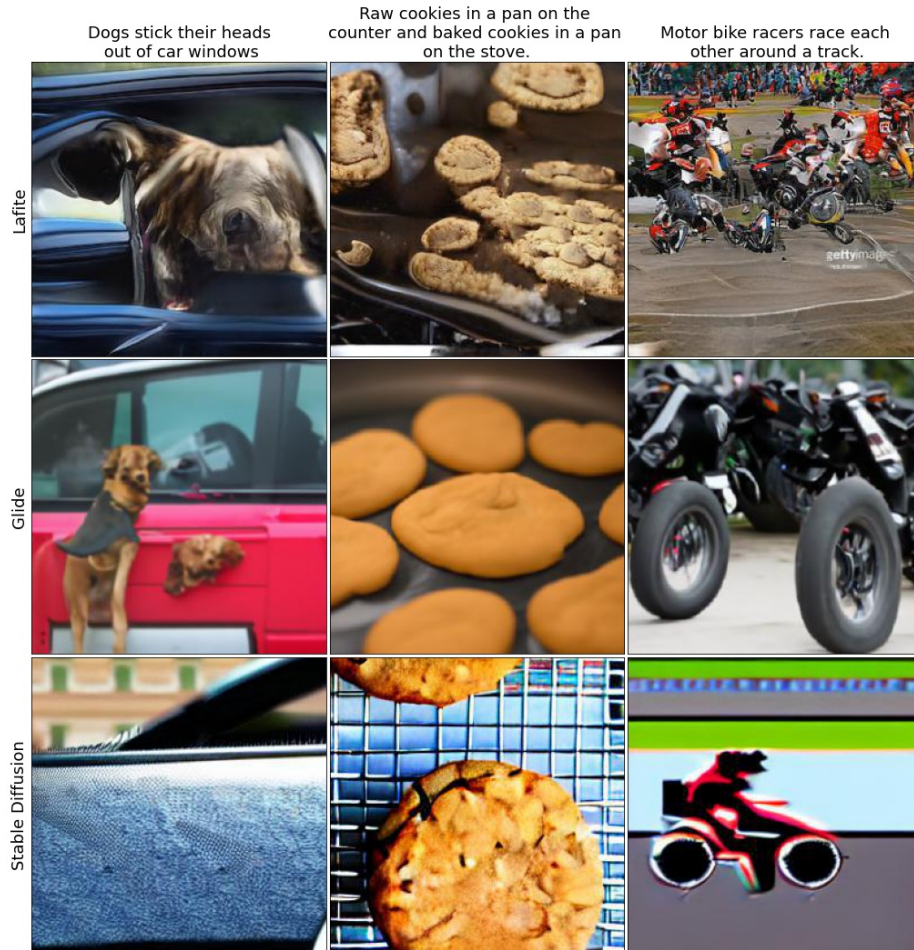 Dogs stick their heads
out of car windows
Raw cookies in a pan on the
counter and baked cookies in a pan
on the stove.
Motor bike racers race each
other around a track.
Lafite
gettyimages
Glide
Stable Diffusion